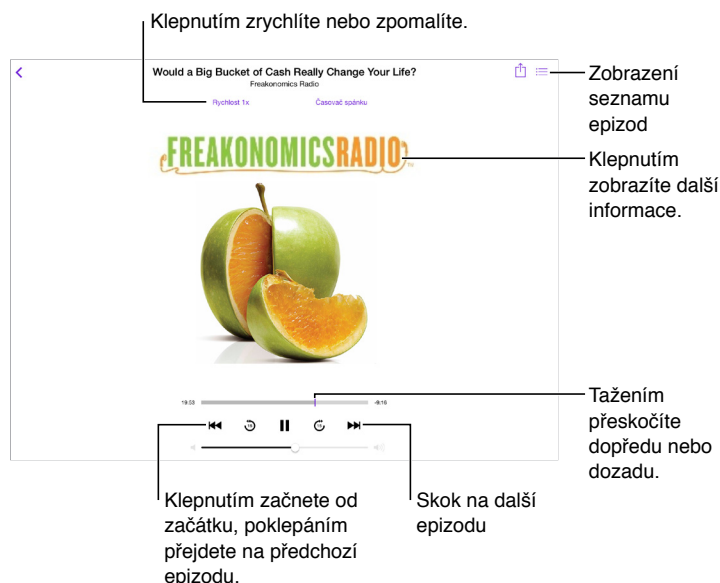 Klepnutím zrychlíte nebo zpomalíte.
Would a Big Bucket of Cash Really Change Your Life?
Freakonomics Radio
Rychlost 1x
Časovač spánku
Zobrazení
seznamu
epizod
FREAKONOMICSRADIO
Klepnutím
zobrazíte další
informace.
19:53
-9:16
15
15
Tažením
přeskočíte
dopředu nebo
dozadu.
Klepnutím začnete od
začátku, poklepáním
přejdete na předchozí
epizodu.
Skok na další
epizodu